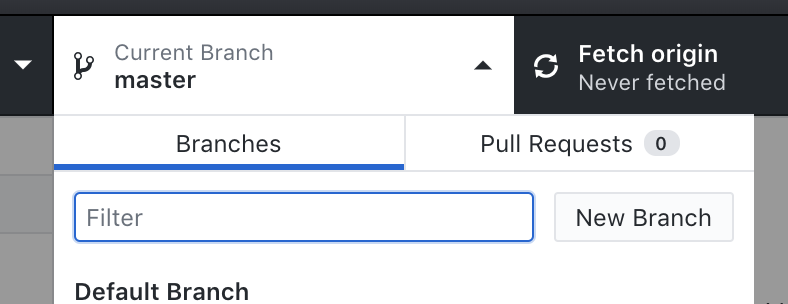 Current Branch
master
Fetch origin
Never fetched
Branches
Pull Requests 0
Filter
New Branch
Default Branch